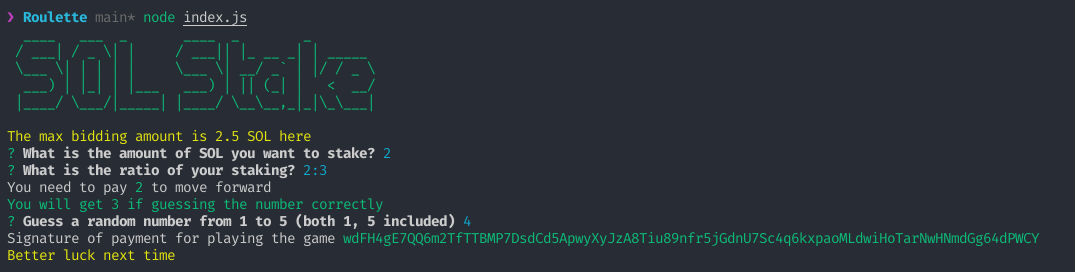 ❯ Roulette main* node index.js
SOL Stake
The max bidding amount is 2.5 SOL here
? What is the amount of SOL you want to stake? 2
? What is the ratio of your staking? 2:3
You need to pay 2 to move forward
You will get 3 if guessing the number correctly
? Guess a random number from 1 to 5 (both 1, 5 included) 4
Signature of payment for playing the game wdFH4gE7QQ6m2TfTTBMP7DsdCd5ApwyXyJzA8Tiu89nfr5jGdnU7Sc4q6kxpaoMLdwiHoTarNwHNmdGg64dPWCY
Better luck next time